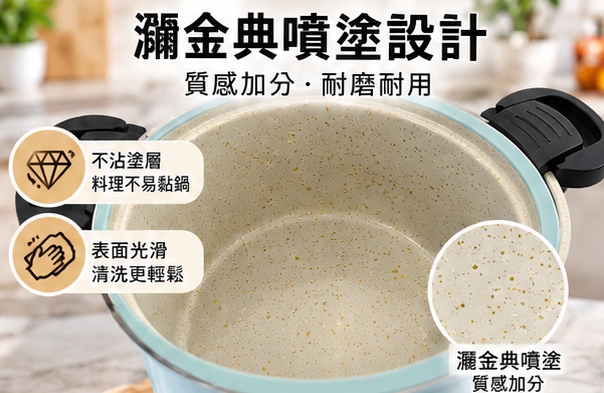 灑金典噴塗設計
質感加分·耐磨耐用
不沾塗層
料理不易黏鍋
表面光滑
清洗更輕鬆
灑金典噴塗
質感加分